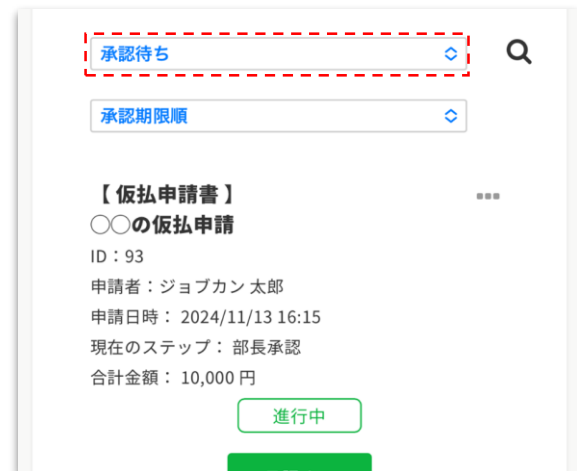 承認待ち
承認期限順
【 仮払申請書 】
○○の仮払申請
ID：93
申請者：ジョブカン 太郎
申請日時： 2024/11/13 16:15
現在のステップ： 部長承認
合計金額： 10,000 円
進行中